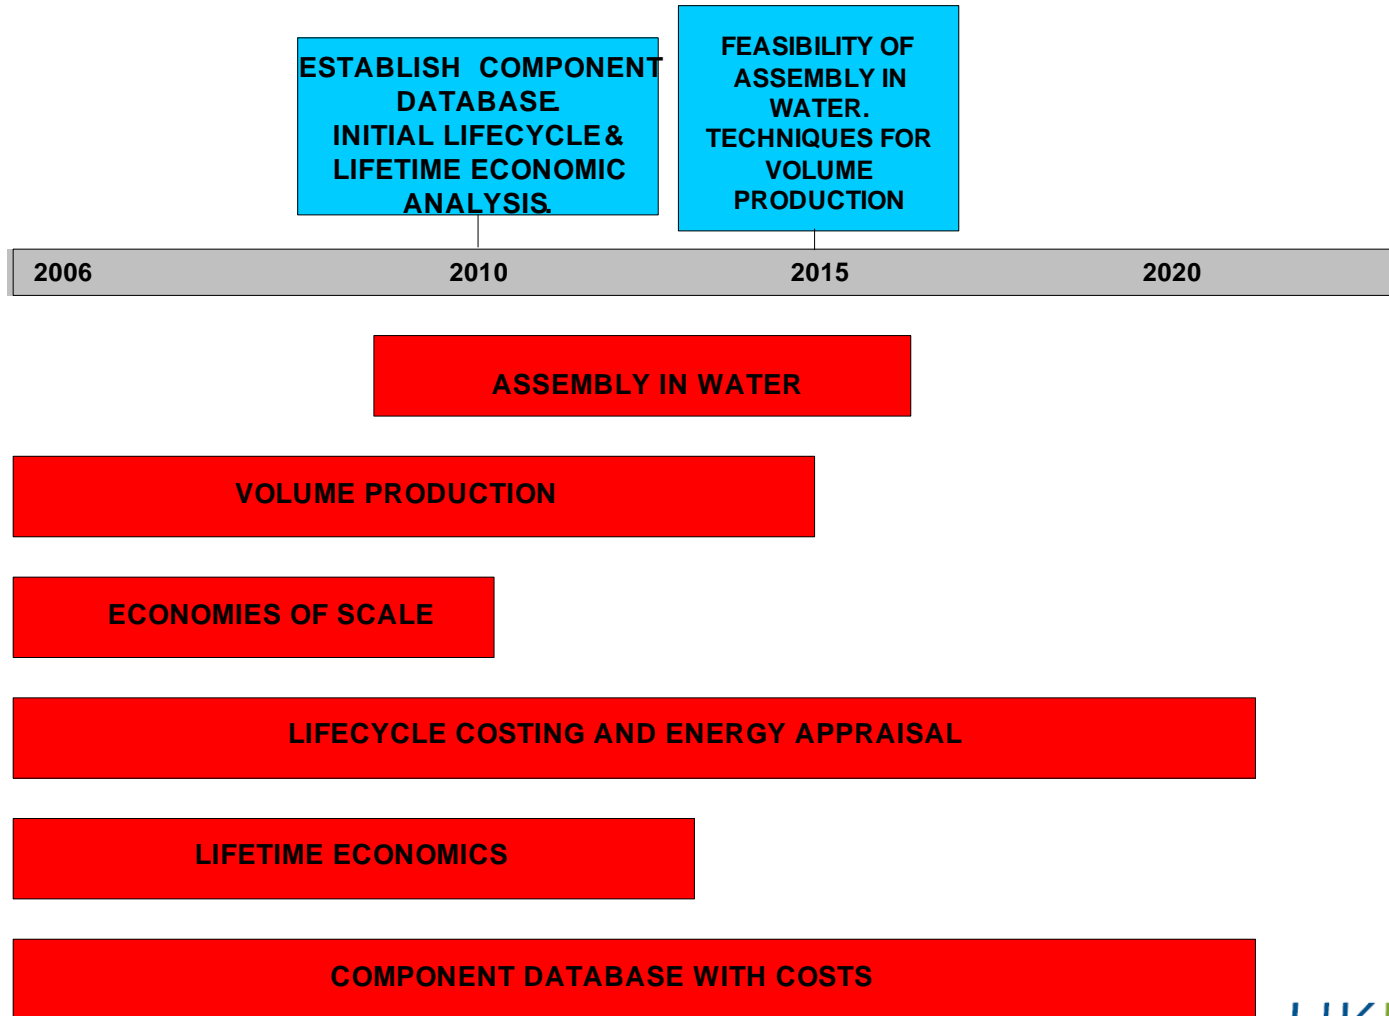 ESTABLISH COMPONENT
DATABASE.
INITIAL LIFECYCLE &
LIFETIME ECONOMIC
ANALYSIS.
FEASIBILITY OF
ASSEMBLY IN
WATER.
TECHNIQUES FOR
VOLUME
PRODUCTION
2006 2010 2015 2020
ASSEMBLY IN WATER
VOLUME PRODUCTION
ECONOMIES OF SCALE
LIFECYCLE COSTING AND ENERGY APPRAISAL
LIFETIME ECONOMICS
COMPONENT DATABASE WITH COSTS